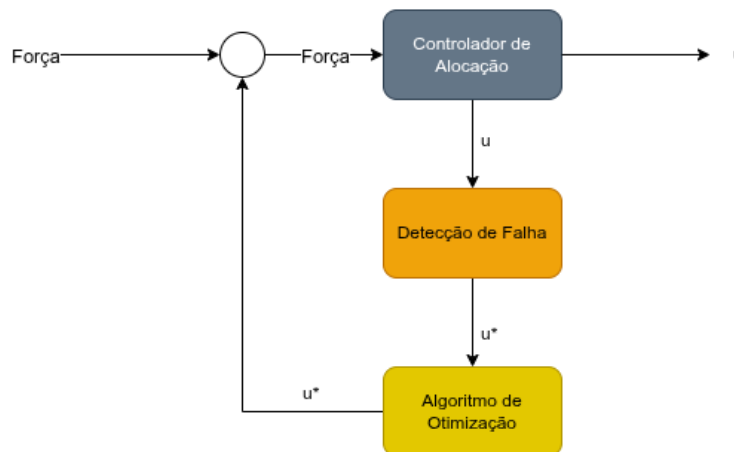 Força
Força
Controlador de
Alocação
u
Detecção de Falha
u*
Algoritmo de
Otimização
u*